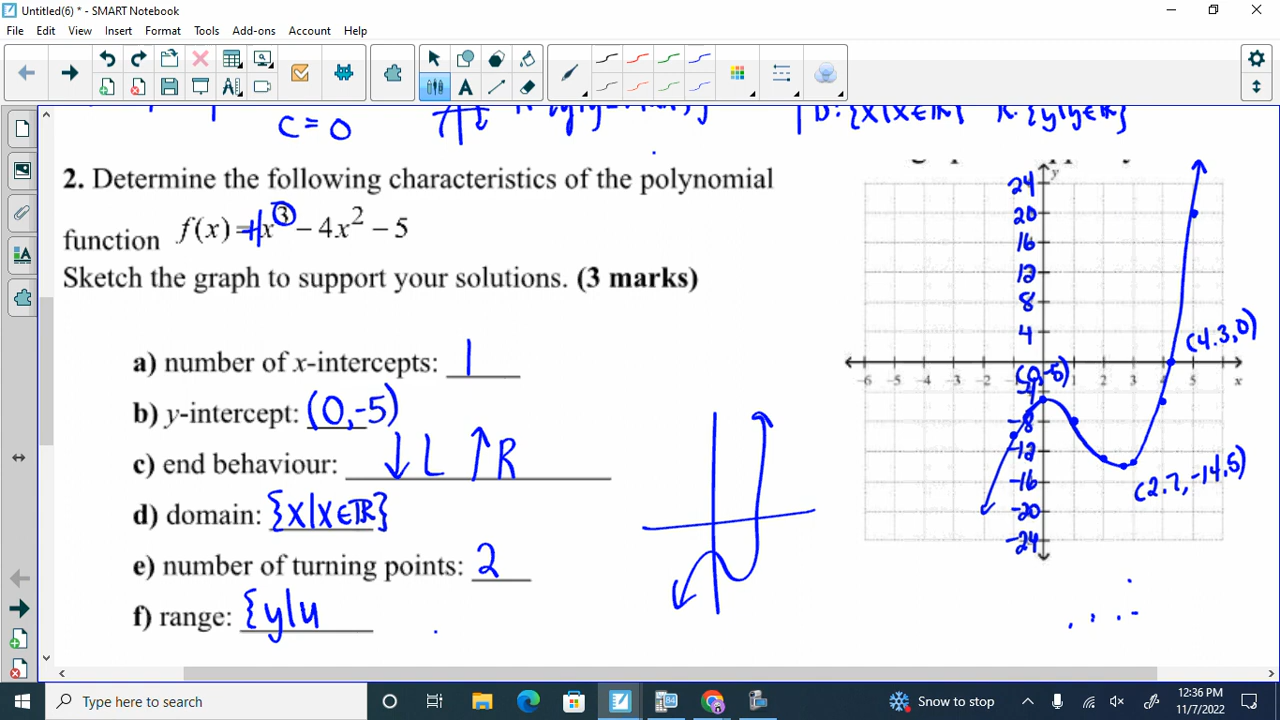 Untitled(6) * - SMART Notebook
File Edit View Insert Format Tools Add-ons Account Help
C = 0
D: {x|x∈ℝ} R: {y|y∈ℝ}
2. Determine the following characteristics of the polynomial
function f(x) = +1x³ – 4x² – 5
Sketch the graph to support your solutions. (3 marks)
a) number of x-intercepts: 1
b) y-intercept: (0,-5)
c) end behaviour: ↓ L ↑ R
d) domain: {x|x∈ℝ}
e) number of turning points: 2
f) range: {y|y
y
24
20
16
12
8
4
(4.3,0)
-6 -5 -4 -3 -2 1 2 3 4 5 x
(0,-5)
-8
-12
-16
(2.7,-14.5)
-20
-24
Type here to search
Snow to stop
12:36 PM
11/7/2022